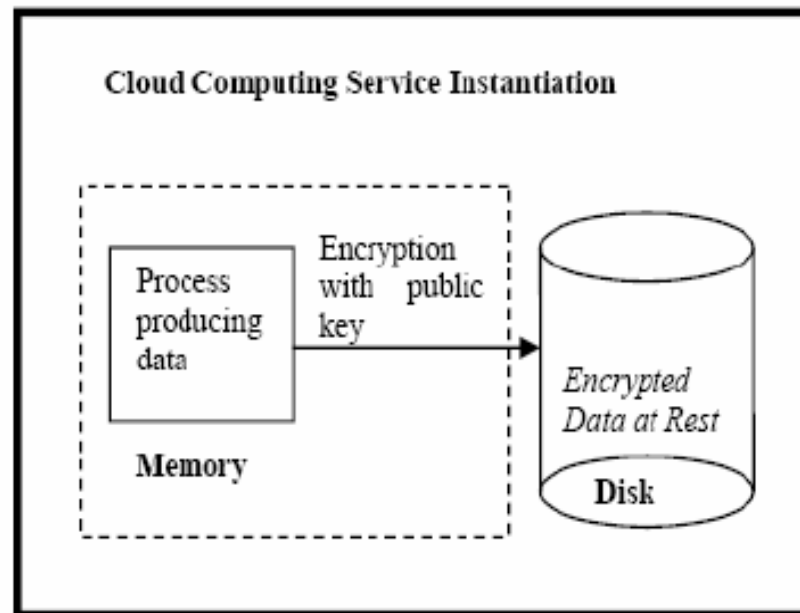 Cloud Computing Service Instantiation
Process
producing
data
Encryption
with public
key
Memory
Encrypted
Data at Rest
Disk